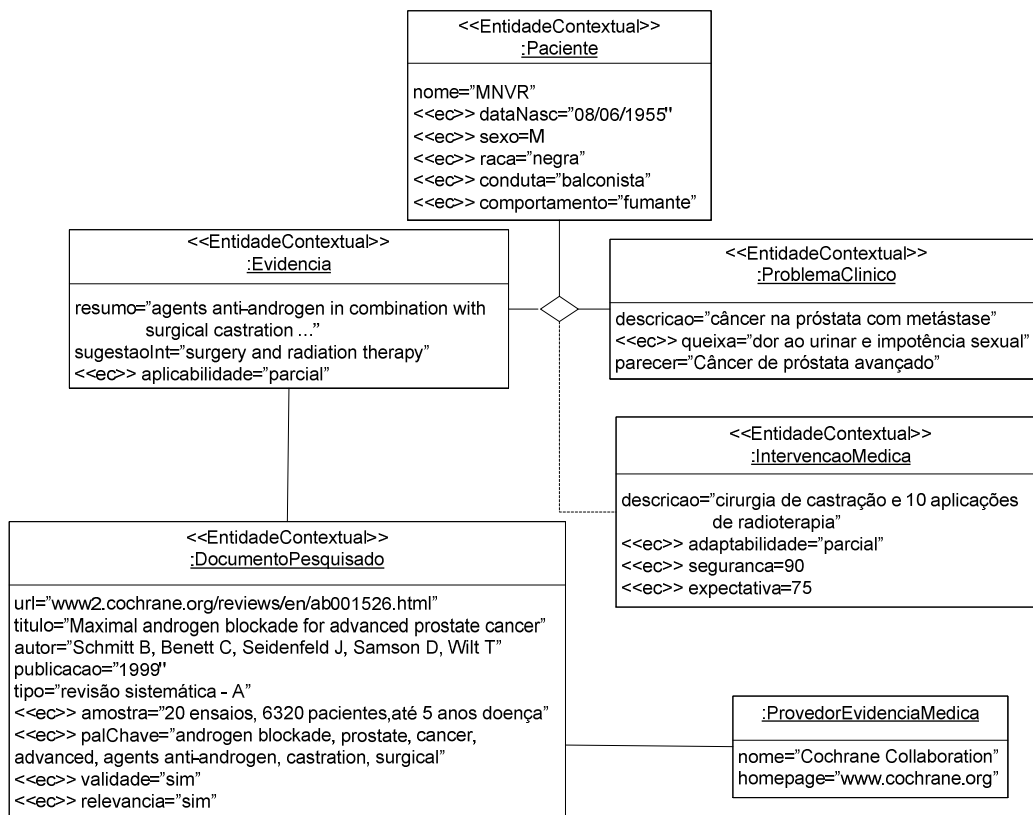 <<EntidadeContextual>>
:Paciente
nome="MNVR"
<<ec>> dataNasc="08/06/1955"
<<ec>> sexo=M
<<ec>> raca="negra"
<<ec>> conduta="balconista"
<<ec>> comportamento="fumante"
<<EntidadeContextual>>
:Evidencia
resumo="agents anti-androgen in combination with
surgical castration ..."
sugestaoInt="surgery and radiation therapy"
<<ec>> aplicabilidade="parcial"
<<EntidadeContextual>>
:ProblemaClinico
descricao="câncer na próstata com metástase"
<<ec>> queixa="dor ao urinar e impotência sexual"
parecer="Câncer de próstata avançado"
<<EntidadeContextual>>
:IntervencaoMedica
descricao="cirurgia de castração e 10 aplicações
de radioterapia"
<<ec>> adaptabilidade="parcial"
<<ec>> seguranca=90
<<ec>> expectativa=75
<<EntidadeContextual>>
:DocumentoPesquisado
url="www2.cochrane.org/reviews/en/ab001526.html"
titulo="Maximal androgen blockade for advanced prostate cancer"
autor="Schmitt B, Benett C, Seidenfeld J, Samson D, Wilt T"
publicacao="1999"
tipo="revisão sistemática - A"
<<ec>> amostra="20 ensaios, 6320 pacientes,até 5 anos doença"
<<ec>> palChave="androgen blockade, prostate, cancer,
advanced, agents anti-androgen, castration, surgical"
<<ec>> validade="sim"
<<ec>> relevancia="sim"
:ProvedorEvidenciaMedica
nome="Cochrane Collaboration"
homepage="www.cochrane.org"